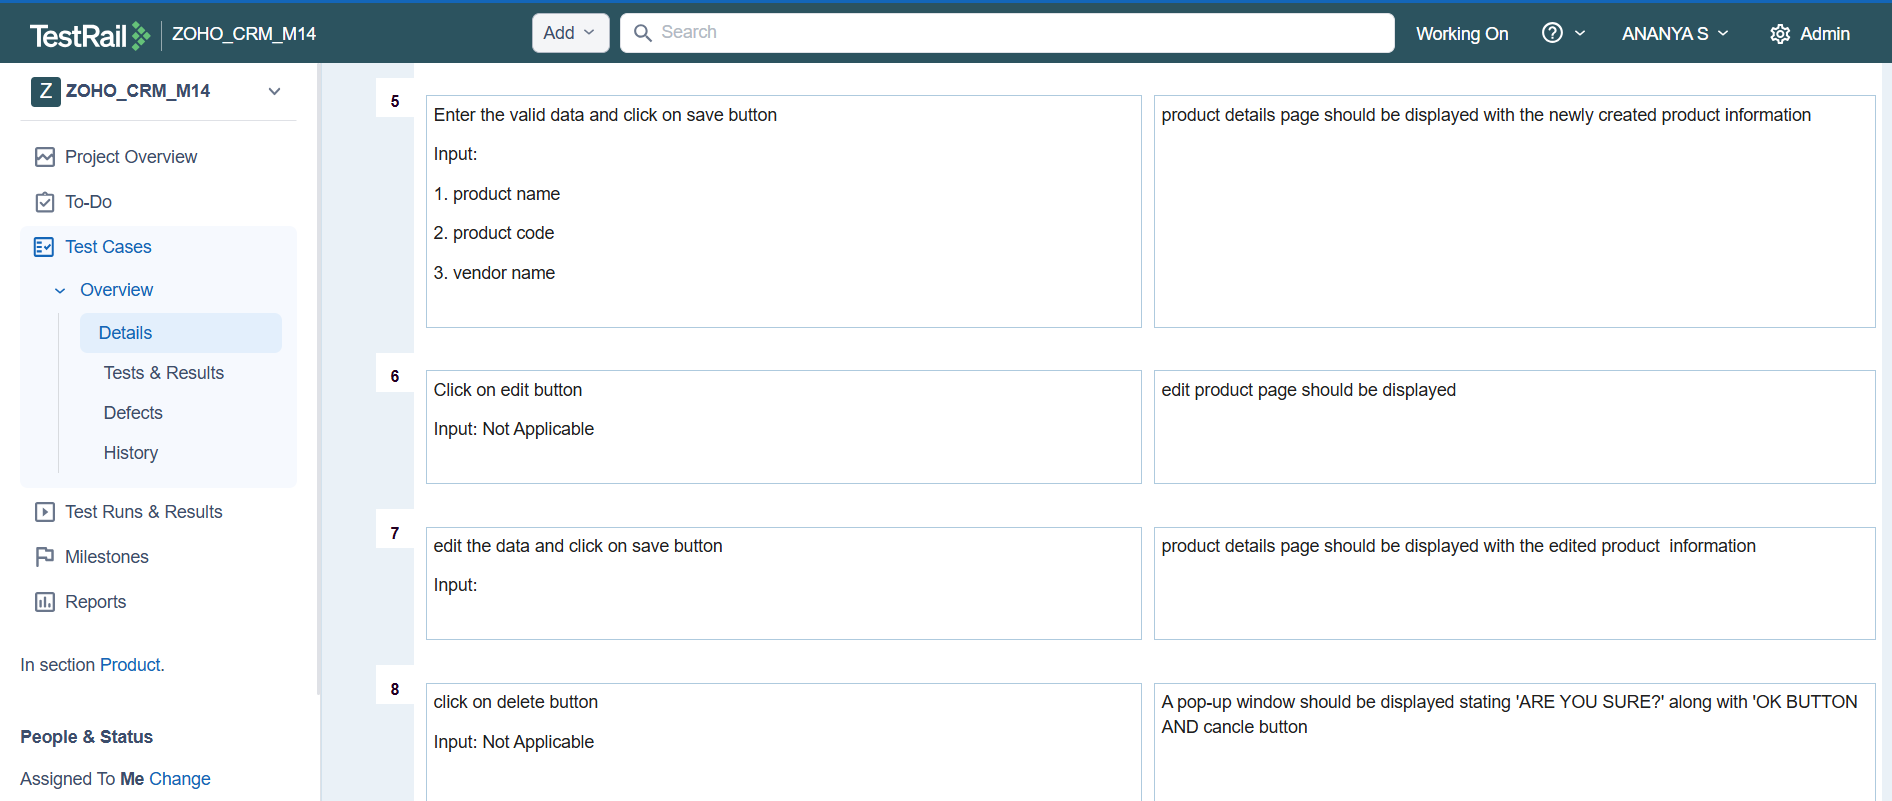 TestRail ZOHO_CRM_M14 Add Search Working On ? ANANYA S Admin
Z ZOHO_CRM_M14
Project Overview
To-Do
Test Cases
Overview
Details
Tests & Results
Defects
History
Test Runs & Results
Milestones
Reports
In section Product.
People & Status
Assigned To Me Change
5
Enter the valid data and click on save button
Input:
1. product name
2. product code
3. vendor name
product details page should be displayed with the newly created product information
6
Click on edit button
Input: Not Applicable
edit product page should be displayed
7
edit the data and click on save button
Input:
product details page should be displayed with the edited product  information
8
click on delete button
Input: Not Applicable
A pop-up window should be displayed stating 'ARE YOU SURE?' along with 'OK BUTTON
AND cancle button